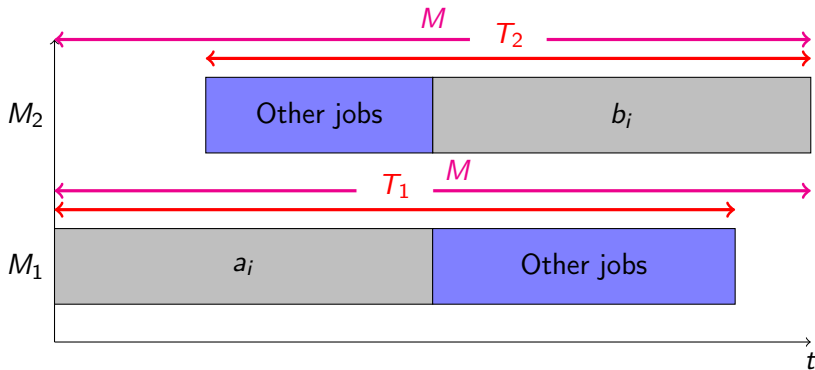 M
T₂
M₂
Other jobs
bᵢ
M
T₁
M₁
aᵢ
Other jobs
t